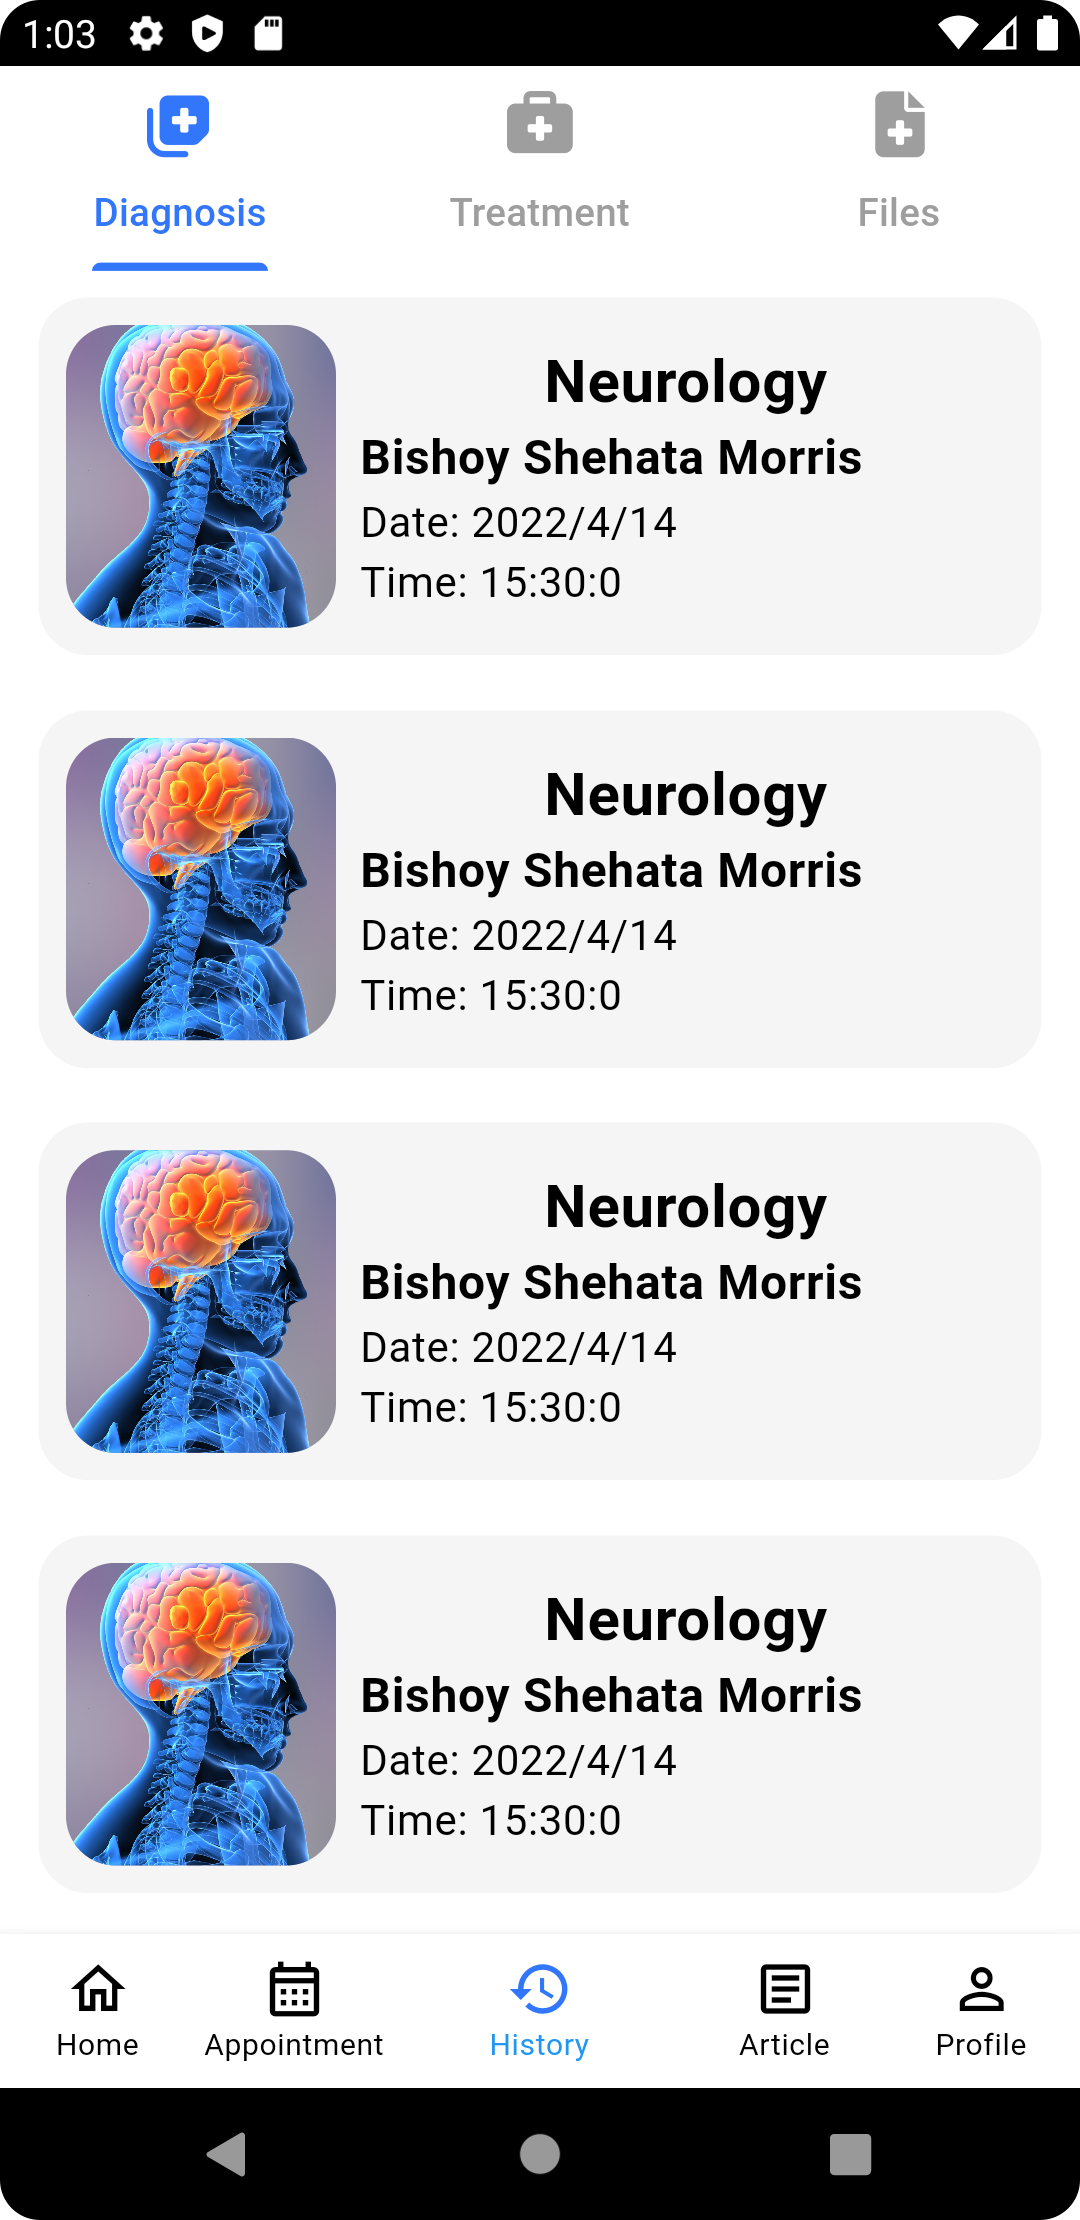 1:03
Diagnosis
Treatment
Files
Neurology
Bishoy Shehata Morris
Date: 2022/4/14
Time: 15:30:0
Neurology
Bishoy Shehata Morris
Date: 2022/4/14
Time: 15:30:0
Neurology
Bishoy Shehata Morris
Date: 2022/4/14
Time: 15:30:0
Neurology
Bishoy Shehata Morris
Date: 2022/4/14
Time: 15:30:0
Home
Appointment
History
Article
Profile